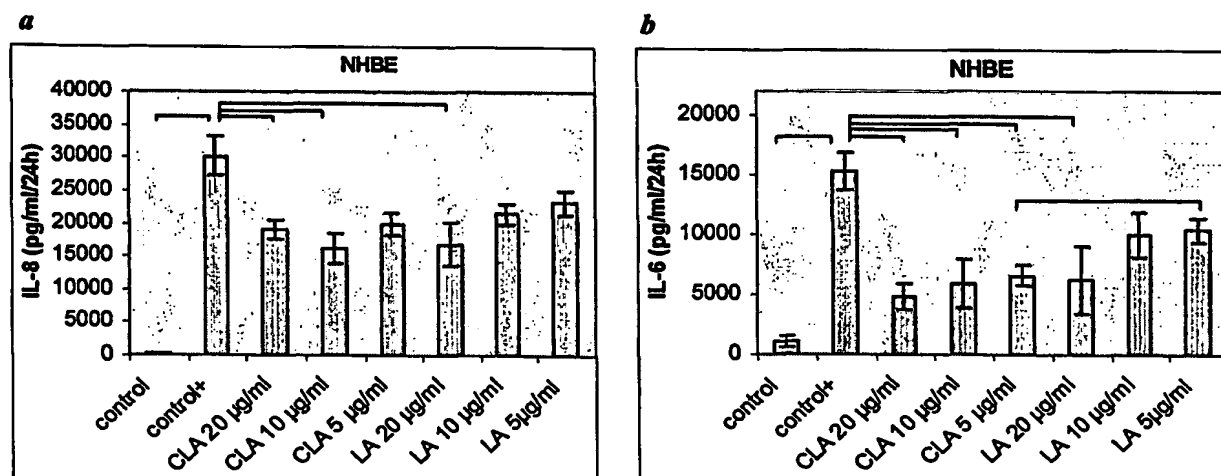 a
NHBE
IL-8 (pg/ml/24h)
40000
35000
30000
25000
20000
15000
10000
5000
0
control
control+
CLA 20 µg/ml
CLA 10 µg/ml
CLA 5 µg/ml
LA 20 µg/ml
LA 10 µg/ml
LA 5µg/ml
b
NHBE
IL-6 (pg/ml/24h)
20000
15000
10000
5000
0
control
control+
CLA 20 µg/ml
CLA 10 µg/ml
CLA 5 µg/ml
LA 20 µg/ml
LA 10 µg/ml
LA 5µg/ml